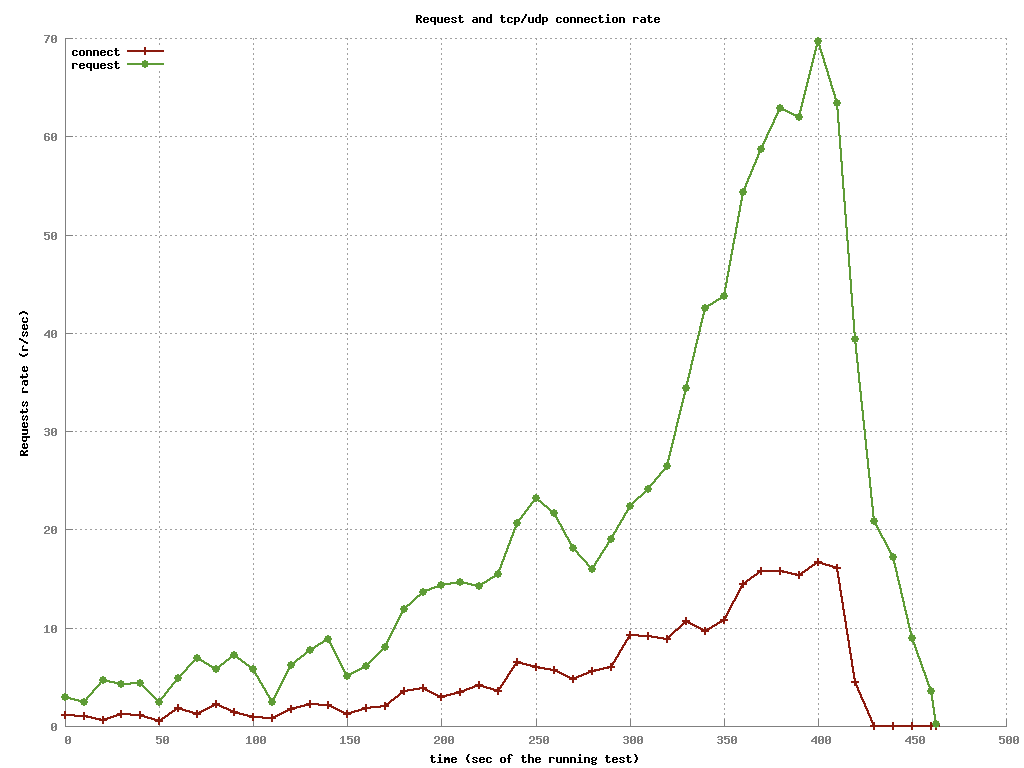 Request and tcp/udp connection rate
connect
request
70
60
50
40
30
20
10
0
Requests rate (r/sec)
0 50 100 150 200 250 300 350 400 450 500
time (sec of the running test)